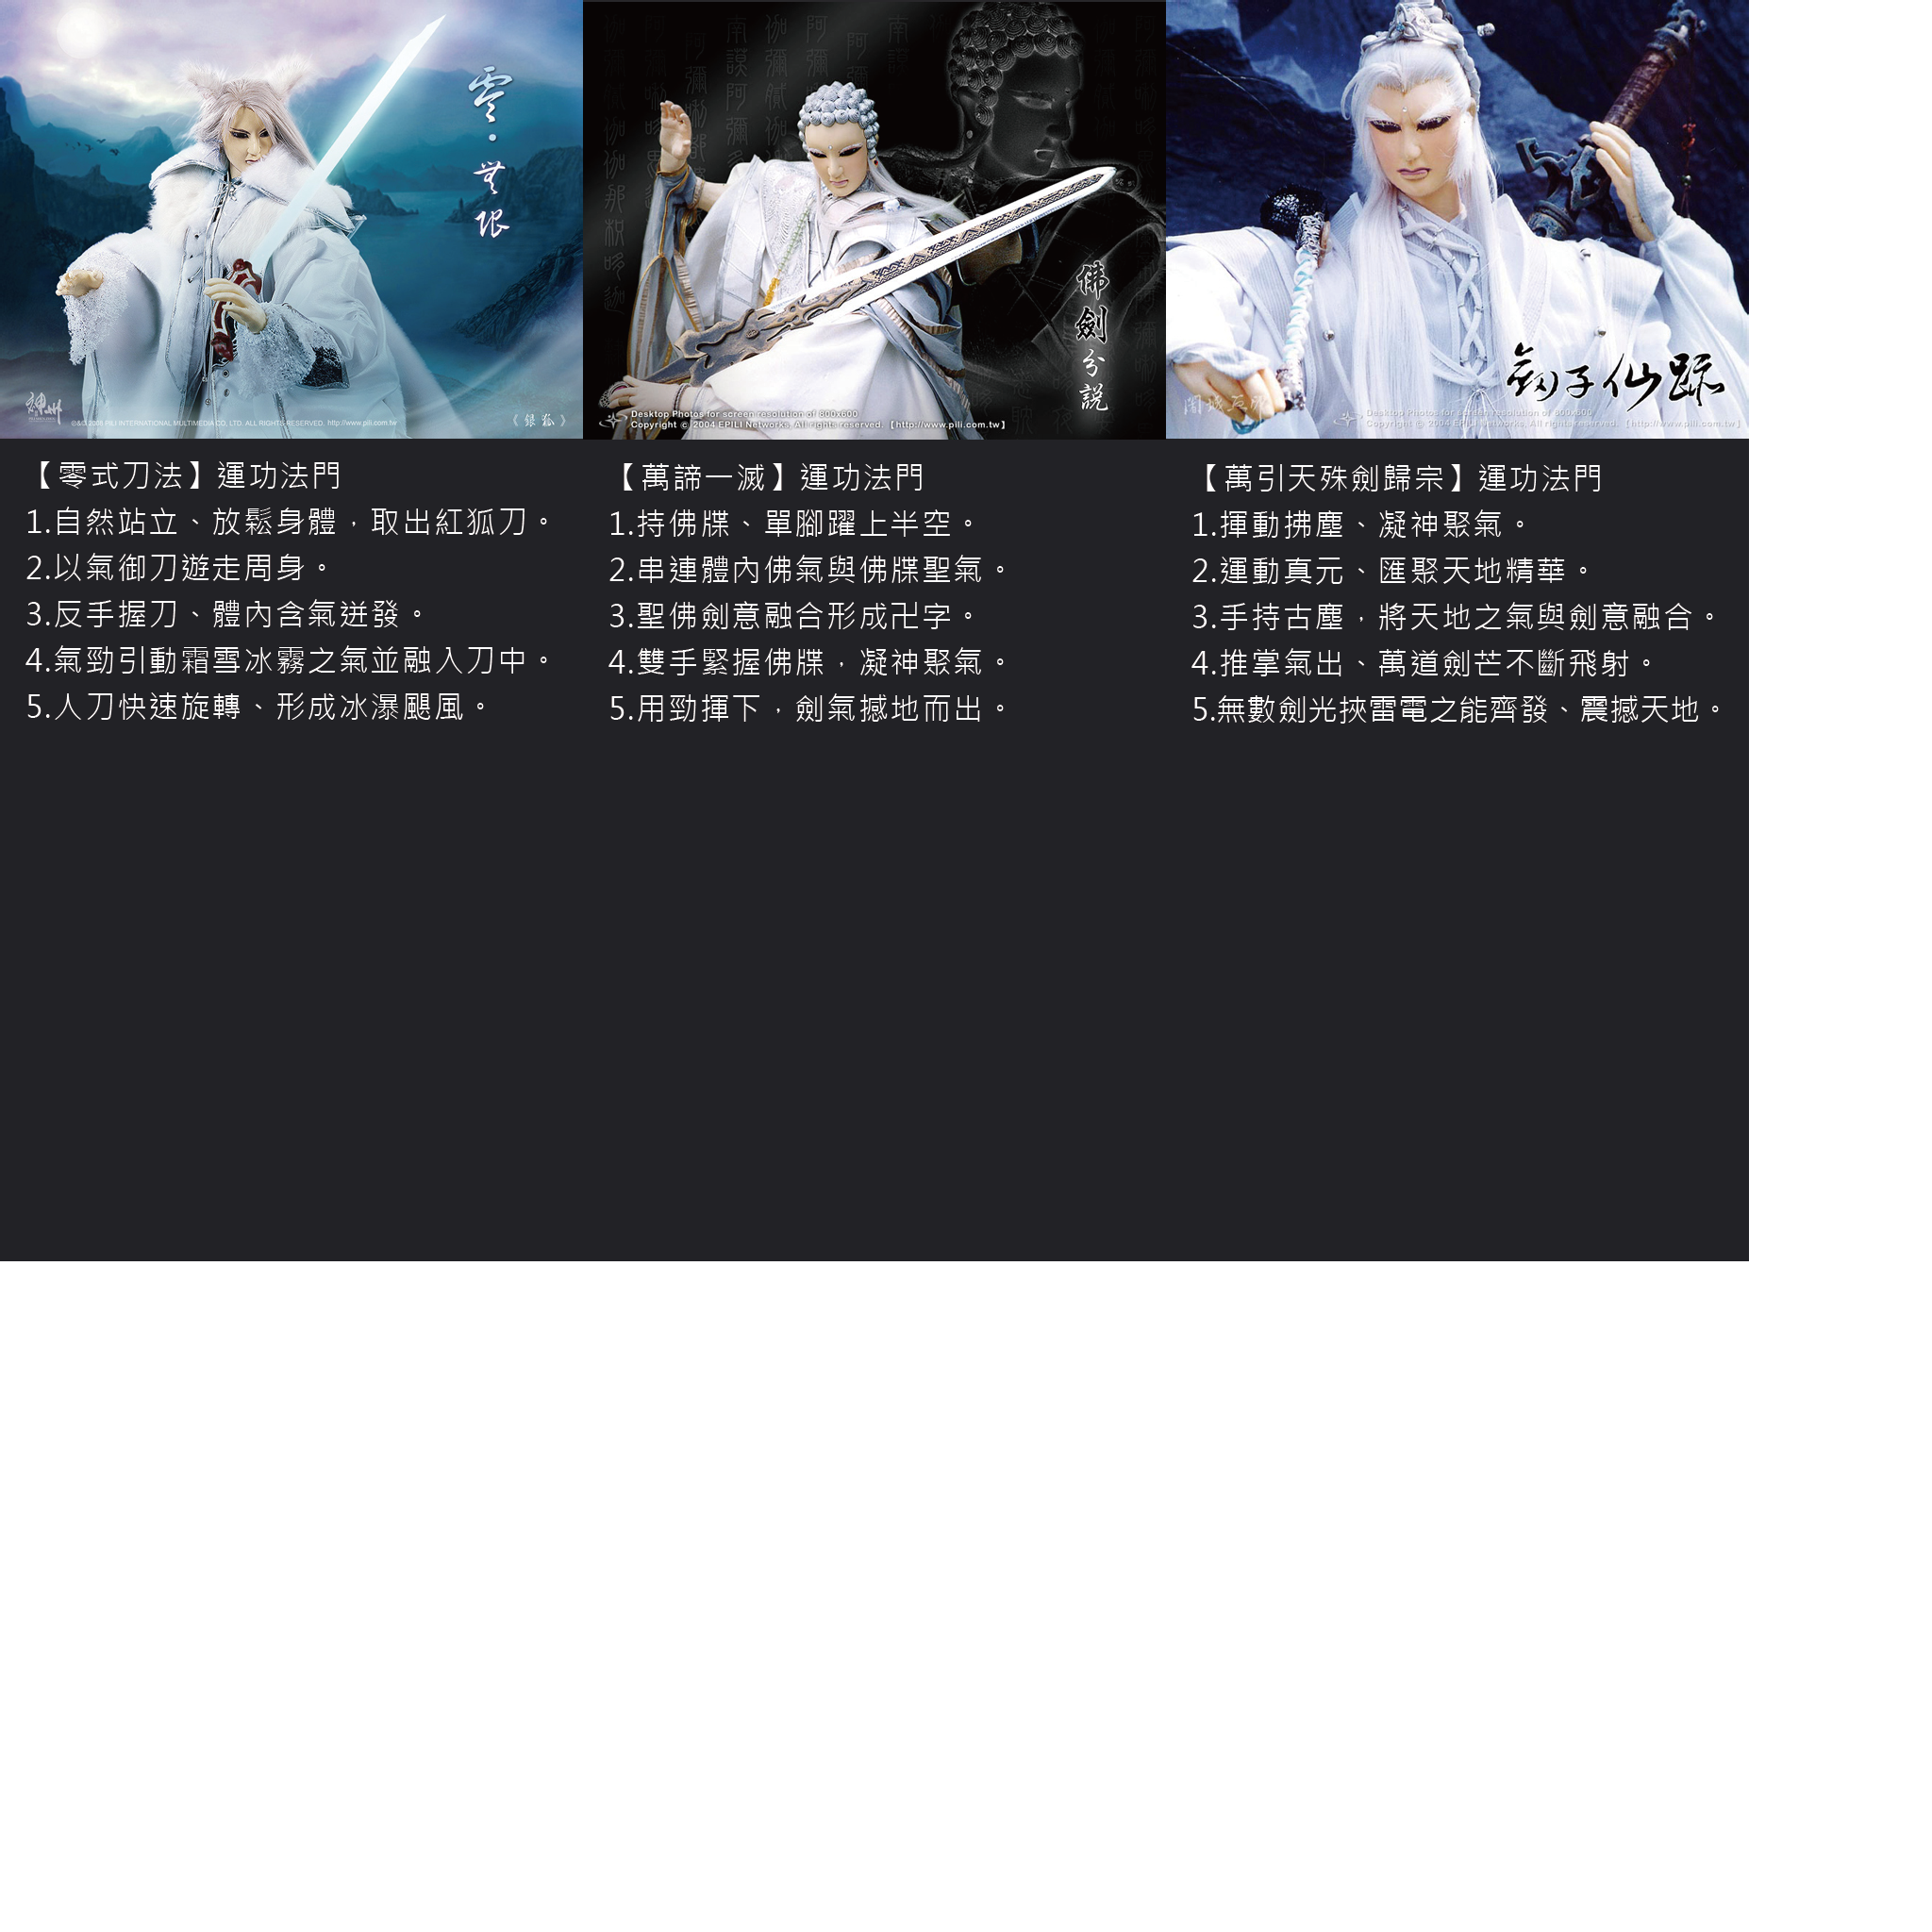 零·無限
神州
©&® 2006 PILI INTERNATIONAL MULTIMEDIA CO., LTD. ALL RIGHTS RESERVED. http://www.pili.com.tw
《銀狐》
【零式刀法】運功法門
1.自然站立、放鬆身體，取出紅狐刀。
2.以氣御刀遊走周身。
3.反手握刀、體內含氣迸發。
4.氣勁引動霜雪冰霧之氣並融入刀中。
5.人刀快速旋轉、形成冰瀑颶風。
佛劍分說
Desktop Photos for screen resolution of 800x600
Copyright © 2004 EPILI Networks, All rights reserved. 【http://www.pili.com.tw】
【萬諦一滅】運功法門
1.持佛牒、單腳躍上半空。
2.串連體內佛氣與佛牒聖氣。
3.聖佛劍意融合形成卍字。
4.雙手緊握佛牒，凝神聚氣。
5.用勁揮下，劍氣撼地而出。
劍子仙跡
Desktop Photos for screen resolution of 800x600
Copyright © 2004 EPILI Networks, All rights reserved. 【http://www.pili.com.tw】
【萬引天殊劍歸宗】運功法門
1.揮動拂塵、凝神聚氣。
2.運動真元、匯聚天地精華。
3.手持古塵，將天地之氣與劍意融合。
4.推掌氣出、萬道劍芒不斷飛射。
5.無數劍光挾雷電之能齊發、震撼天地。